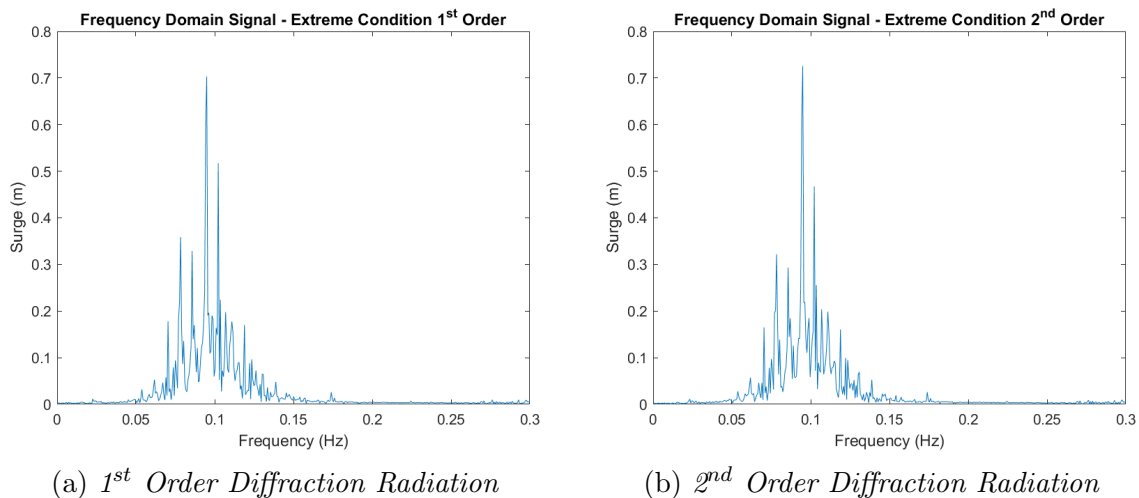 Frequency Domain Signal - Extreme Condition 1st Order
0.8
0.7
0.6
0.5
0.4
0.3
0.2
0.1
0
Surge (m)
0 0.05 0.1 0.15 0.2 0.25 0.3
Frequency (Hz)
(a) 1st Order Diffraction Radiation
Frequency Domain Signal - Extreme Condition 2nd Order
0.8
0.7
0.6
0.5
0.4
0.3
0.2
0.1
0
Surge (m)
0 0.05 0.1 0.15 0.2 0.25 0.3
Frequency (Hz)
(b) 2nd Order Diffraction Radiation